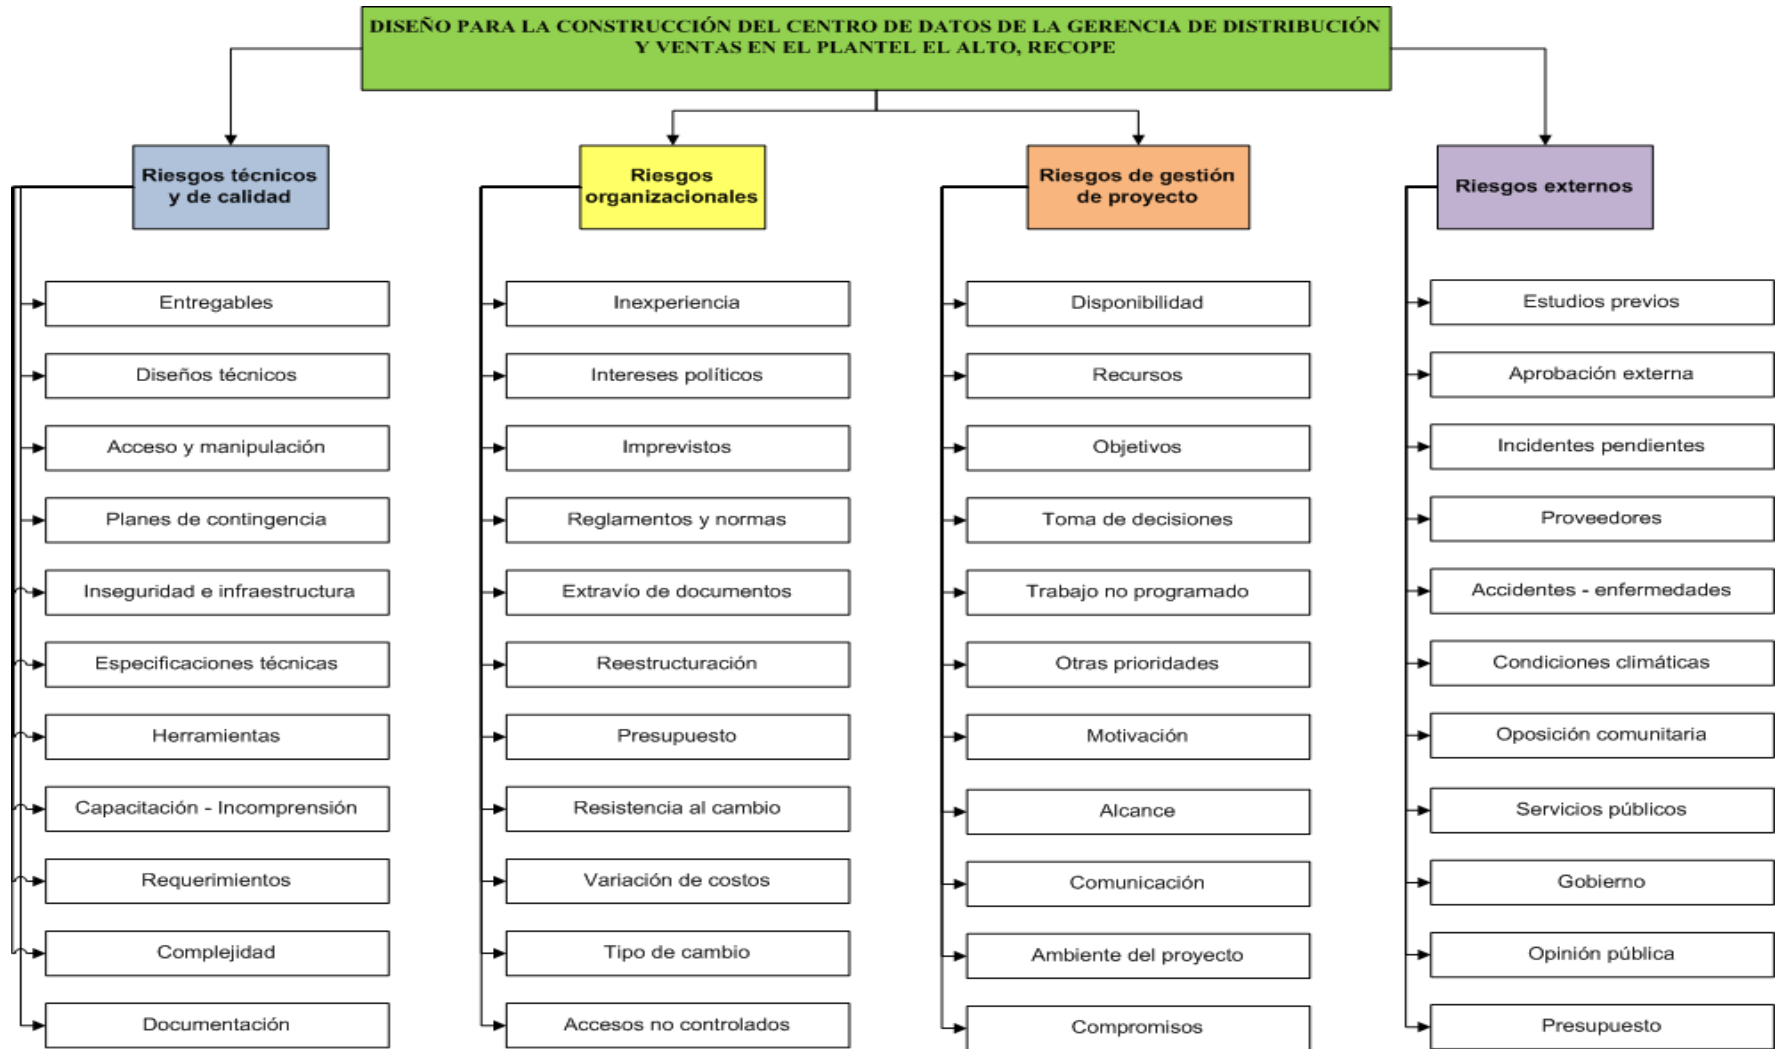 DISEÑO PARA LA CONSTRUCCIÓN DEL CENTRO DE DATOS DE LA GERENCIA DE DISTRIBUCIÓN
Y VENTAS EN EL PLANTEL EL ALTO, RECOPE
Riesgos técnicos
y de calidad
Entregables
Diseños técnicos
Acceso y manipulación
Planes de contingencia
Inseguridad e infraestructura
Especificaciones técnicas
Herramientas
Capacitación - Incomprensión
Requerimientos
Complejidad
Documentación
Riesgos
organizacionales
Inexperiencia
Intereses políticos
Imprevistos
Reglamentos y normas
Extravío de documentos
Reestructuración
Presupuesto
Resistencia al cambio
Variación de costos
Tipo de cambio
Accesos no controlados
Riesgos de gestión
de proyecto
Disponibilidad
Recursos
Objetivos
Toma de decisiones
Trabajo no programado
Otras prioridades
Motivación
Alcance
Comunicación
Ambiente del proyecto
Compromisos
Riesgos externos
Estudios previos
Aprobación externa
Incidentes pendientes
Proveedores
Accidentes - enfermedades
Condiciones climáticas
Oposición comunitaria
Servicios públicos
Gobierno
Opinión pública
Presupuesto